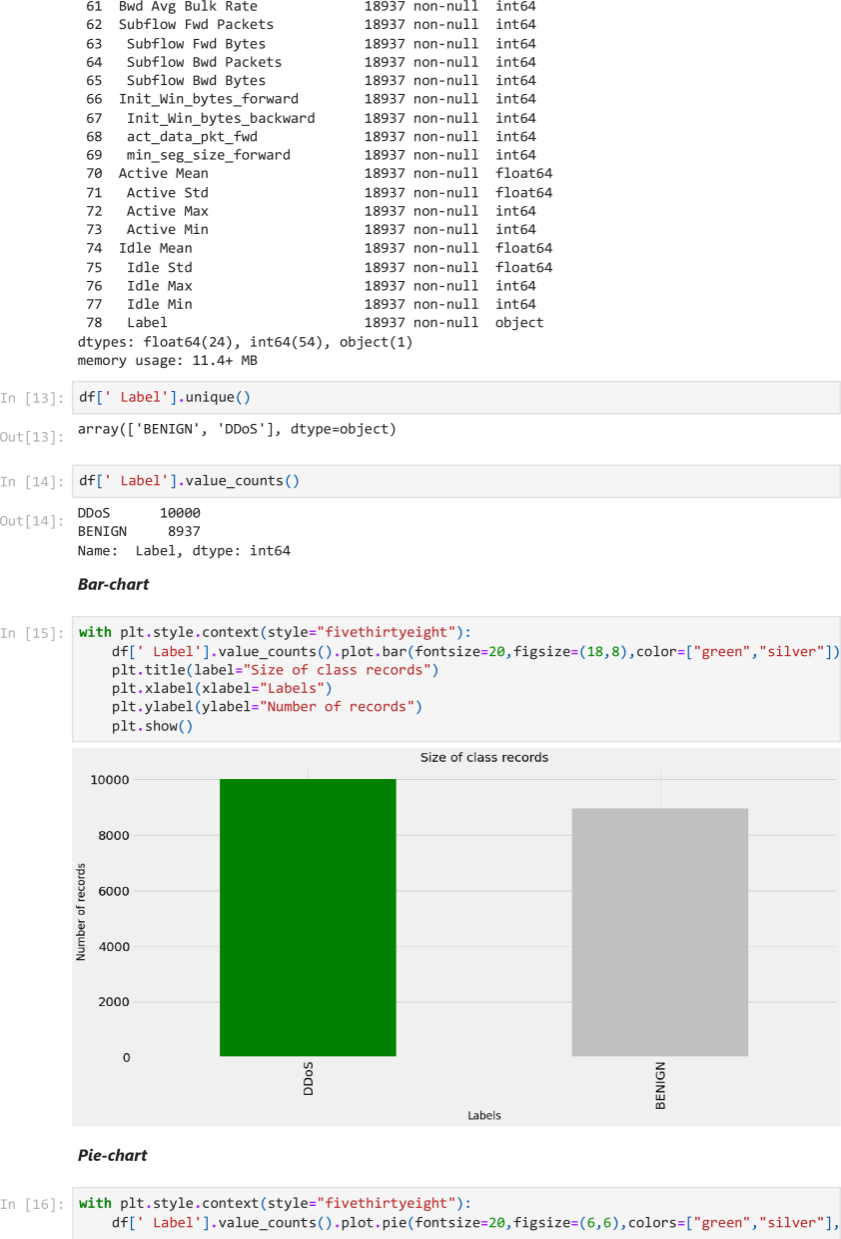 61  Bwd Avg Bulk Rate             18937 non-null  int64
62  Subflow Fwd Packets           18937 non-null  int64
63   Subflow Fwd Bytes            18937 non-null  int64
64   Subflow Bwd Packets          18937 non-null  int64
65   Subflow Bwd Bytes            18937 non-null  int64
66  Init_Win_bytes_forward        18937 non-null  int64
67   Init_Win_bytes_backward      18937 non-null  int64
68   act_data_pkt_fwd             18937 non-null  int64
69   min_seg_size_forward         18937 non-null  int64
70  Active Mean                   18937 non-null  float64
71   Active Std                   18937 non-null  float64
72   Active Max                   18937 non-null  int64
73   Active Min                   18937 non-null  int64
74  Idle Mean                     18937 non-null  float64
75   Idle Std                     18937 non-null  float64
76   Idle Max                     18937 non-null  int64
77   Idle Min                     18937 non-null  int64
78   Label                        18937 non-null  object
dtypes: float64(24), int64(54), object(1)
memory usage: 11.4+ MB
In [13]: df[' Label'].unique()
Out[13]: array(['BENIGN', 'DDoS'], dtype=object)
In [14]: df[' Label'].value_counts()
Out[14]: DDoS      10000
BENIGN     8937
Name:  Label, dtype: int64
Bar-chart
In [15]: with plt.style.context(style="fivethirtyeight"):
    df[' Label'].value_counts().plot.bar(fontsize=20,figsize=(18,8),color=["green","silver"])
    plt.title(label="Size of class records")
    plt.xlabel(xlabel="Labels")
    plt.ylabel(ylabel="Number of records")
    plt.show()
Size of class records
10000
8000
6000
4000
2000
0
Number of records
DDoS
BENIGN
Labels
Pie-chart
In [16]: with plt.style.context(style="fivethirtyeight"):
    df[' Label'].value_counts().plot.pie(fontsize=20,figsize=(6,6),colors=["green","silver"],